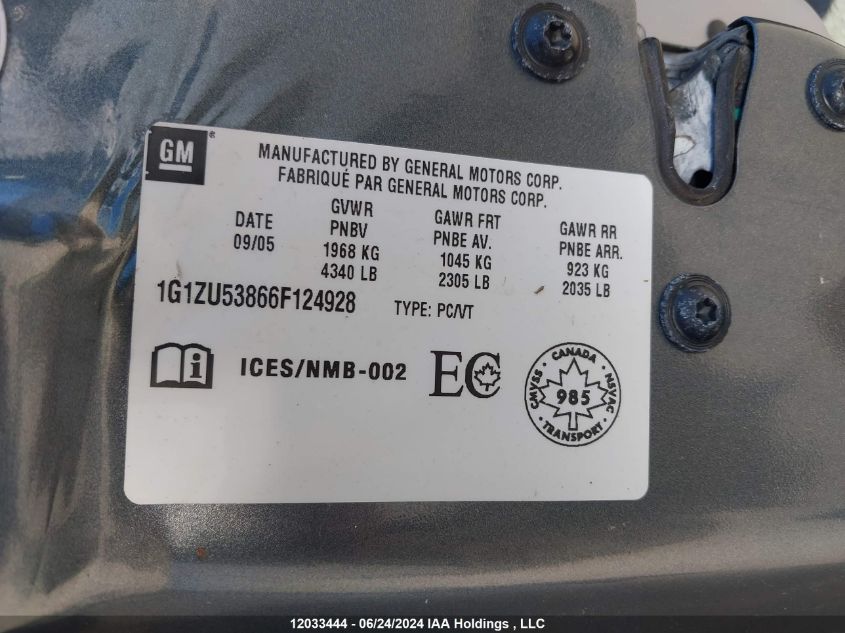 GM
MANUFACTURED BY GENERAL MOTORS CORP.
FABRIQUÉ PAR GENERAL MOTORS CORP.
DATE
09/05
GVWR
PNBV
1968 KG
4340 LB
GAWR FRT
PNBE AV.
1045 KG
2305 LB
GAWR RR
PNBE ARR.
923 KG
2035 LB
1G1ZU53866F124928 TYPE: PC/VT
i ICES/NMB-002 EC
CANADA
CMVSS 985 NSVAC
TRANSPORT
12033444 - 06/24/2024 IAA Holdings , LLC